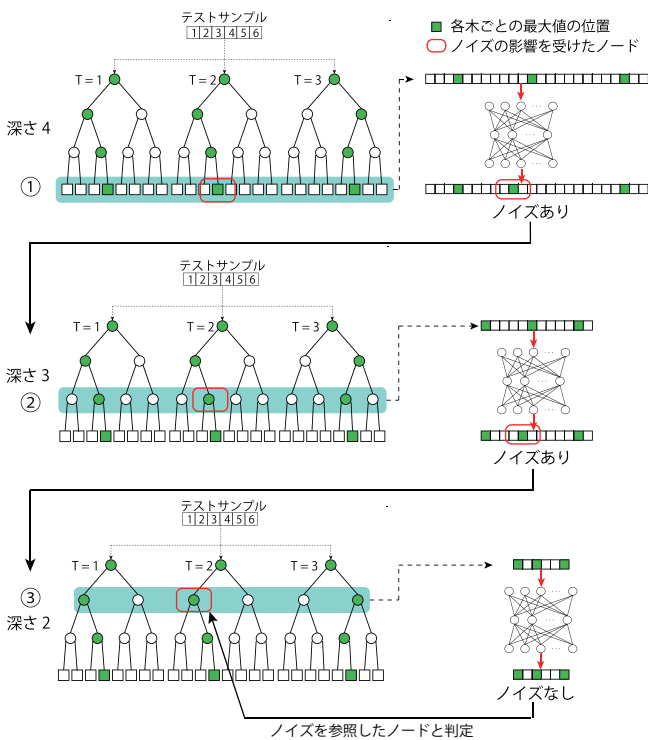 テストサンプル
1 2 3 4 5 6
各木ごとの最大値の位置
ノイズの影響を受けたノード
T = 1
T = 2
T = 3
深さ 4
①
ノイズあり
テストサンプル
1 2 3 4 5 6
T = 1
T = 2
T = 3
深さ 3
②
ノイズあり
テストサンプル
1 2 3 4 5 6
T = 1
T = 2
T = 3
③
深さ 2
ノイズなし
ノイズを参照したノードと判定